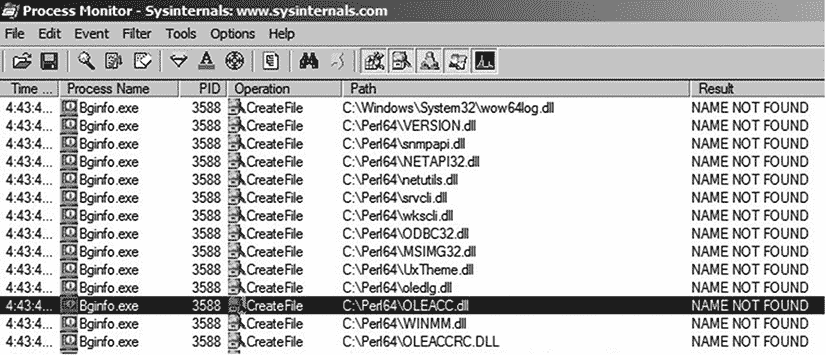 Process Monitor - Sysinternals: www.sysinternals.com
File Edit Event Filter Tools Options Help
Time ... Process Name PID Operation Path Result
4:43:4... Bginfo.exe 3588 CreateFile C:\Windows\System32\wow64log.dll NAME NOT FOUND
4:43:4... Bginfo.exe 3588 CreateFile C:\Perl64\VERSION.dll NAME NOT FOUND
4:43:4... Bginfo.exe 3588 CreateFile C:\Perl64\snmpapi.dll NAME NOT FOUND
4:43:4... Bginfo.exe 3588 CreateFile C:\Perl64\NETAPI32.dll NAME NOT FOUND
4:43:4... Bginfo.exe 3588 CreateFile C:\Perl64\netutils.dll NAME NOT FOUND
4:43:4... Bginfo.exe 3588 CreateFile C:\Perl64\srvcli.dll NAME NOT FOUND
4:43:4... Bginfo.exe 3588 CreateFile C:\Perl64\wkscli.dll NAME NOT FOUND
4:43:4... Bginfo.exe 3588 CreateFile C:\Perl64\ODBC32.dll NAME NOT FOUND
4:43:4... Bginfo.exe 3588 CreateFile C:\Perl64\MSIMG32.dll NAME NOT FOUND
4:43:4... Bginfo.exe 3588 CreateFile C:\Perl64\UxTheme.dll NAME NOT FOUND
4:43:4... Bginfo.exe 3588 CreateFile C:\Perl64\oledlg.dll NAME NOT FOUND
4:43:4... Bginfo.exe 3588 CreateFile C:\Perl64\OLEACC.dll NAME NOT FOUND
4:43:4... Bginfo.exe 3588 CreateFile C:\Perl64\WINMM.dll NAME NOT FOUND
4:43:4... Bginfo.exe 3588 CreateFile C:\Perl64\OLEACCRC.DLL NAME NOT FOUND